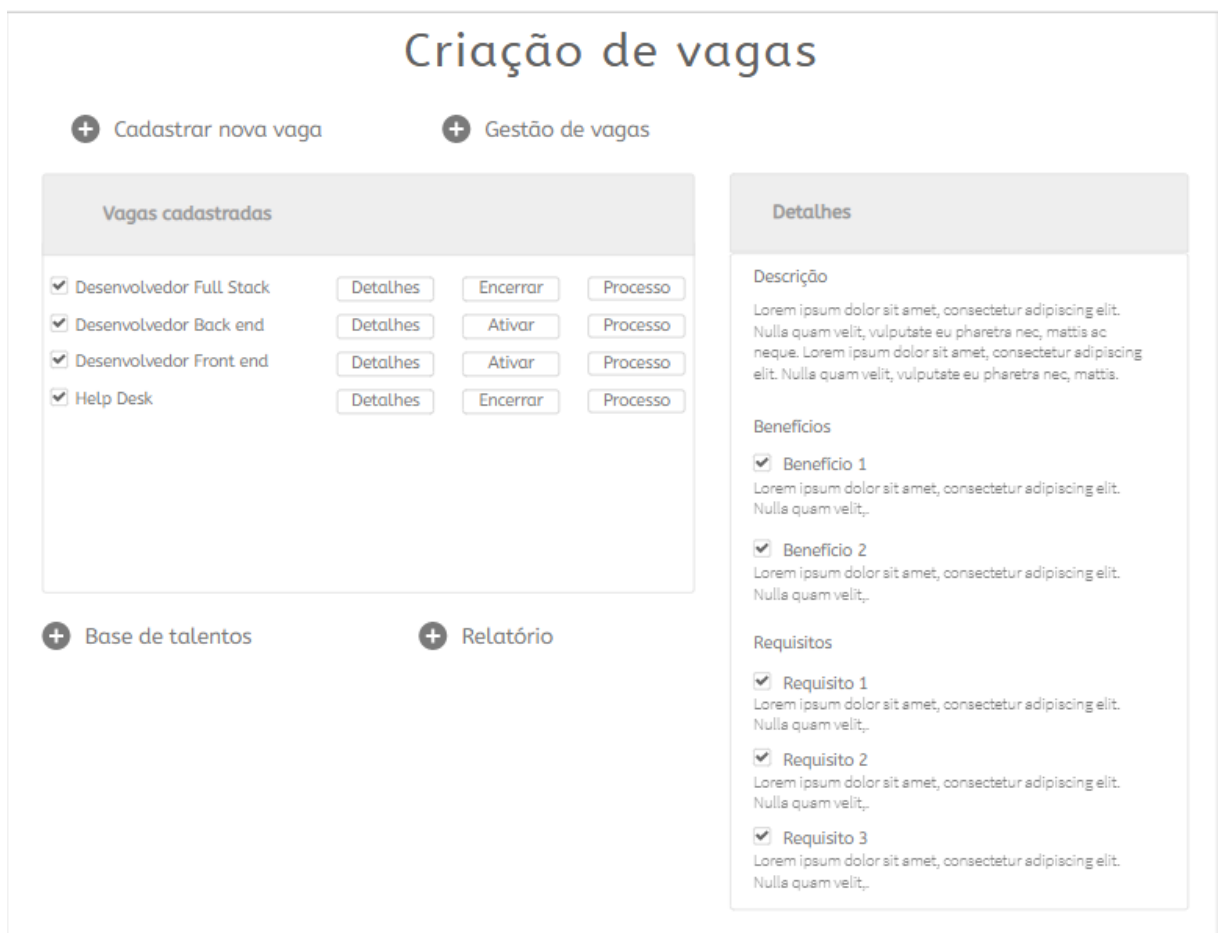 Criação de vagas
Cadastrar nova vaga
Gestão de vagas
Vagas cadastradas
Desenvolvedor Full Stack Detalhes Encerrar Processo
Desenvolvedor Back end Detalhes Ativar Processo
Desenvolvedor Front end Detalhes Ativar Processo
Help Desk Detalhes Encerrar Processo
Base de talentos
Relatório
Detalhes
Descrição
Lorem ipsum dolor sit amet, consectetur adipiscing elit.
Nulla quam velit, vulputate eu pharetra nec, mattis ac
neque. Lorem ipsum dolor sit amet, consectetur adipiscing
elit. Nulla quam velit, vulputate eu pharetra nec, mattis.
Benefícios
Benefício 1
Lorem ipsum dolor sit amet, consectetur adipiscing elit.
Nulla quam velit,.
Benefício 2
Lorem ipsum dolor sit amet, consectetur adipiscing elit.
Nulla quam velit,.
Requisitos
Requisito 1
Lorem ipsum dolor sit amet, consectetur adipiscing elit.
Nulla quam velit,.
Requisito 2
Lorem ipsum dolor sit amet, consectetur adipiscing elit.
Nulla quam velit,.
Requisito 3
Lorem ipsum dolor sit amet, consectetur adipiscing elit.
Nulla quam velit,.